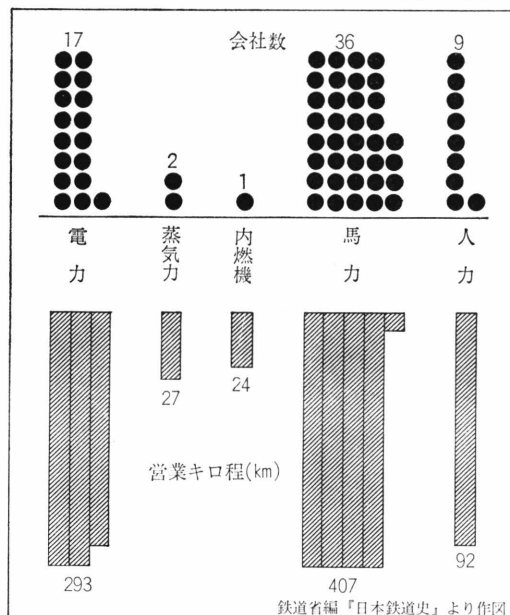 会社数
17
2
1
36
9
電力
蒸気力
内燃機
馬力
人力
293
27
24
407
92
営業キロ程(km)
鉄道省編『日本鉄道史』より作図